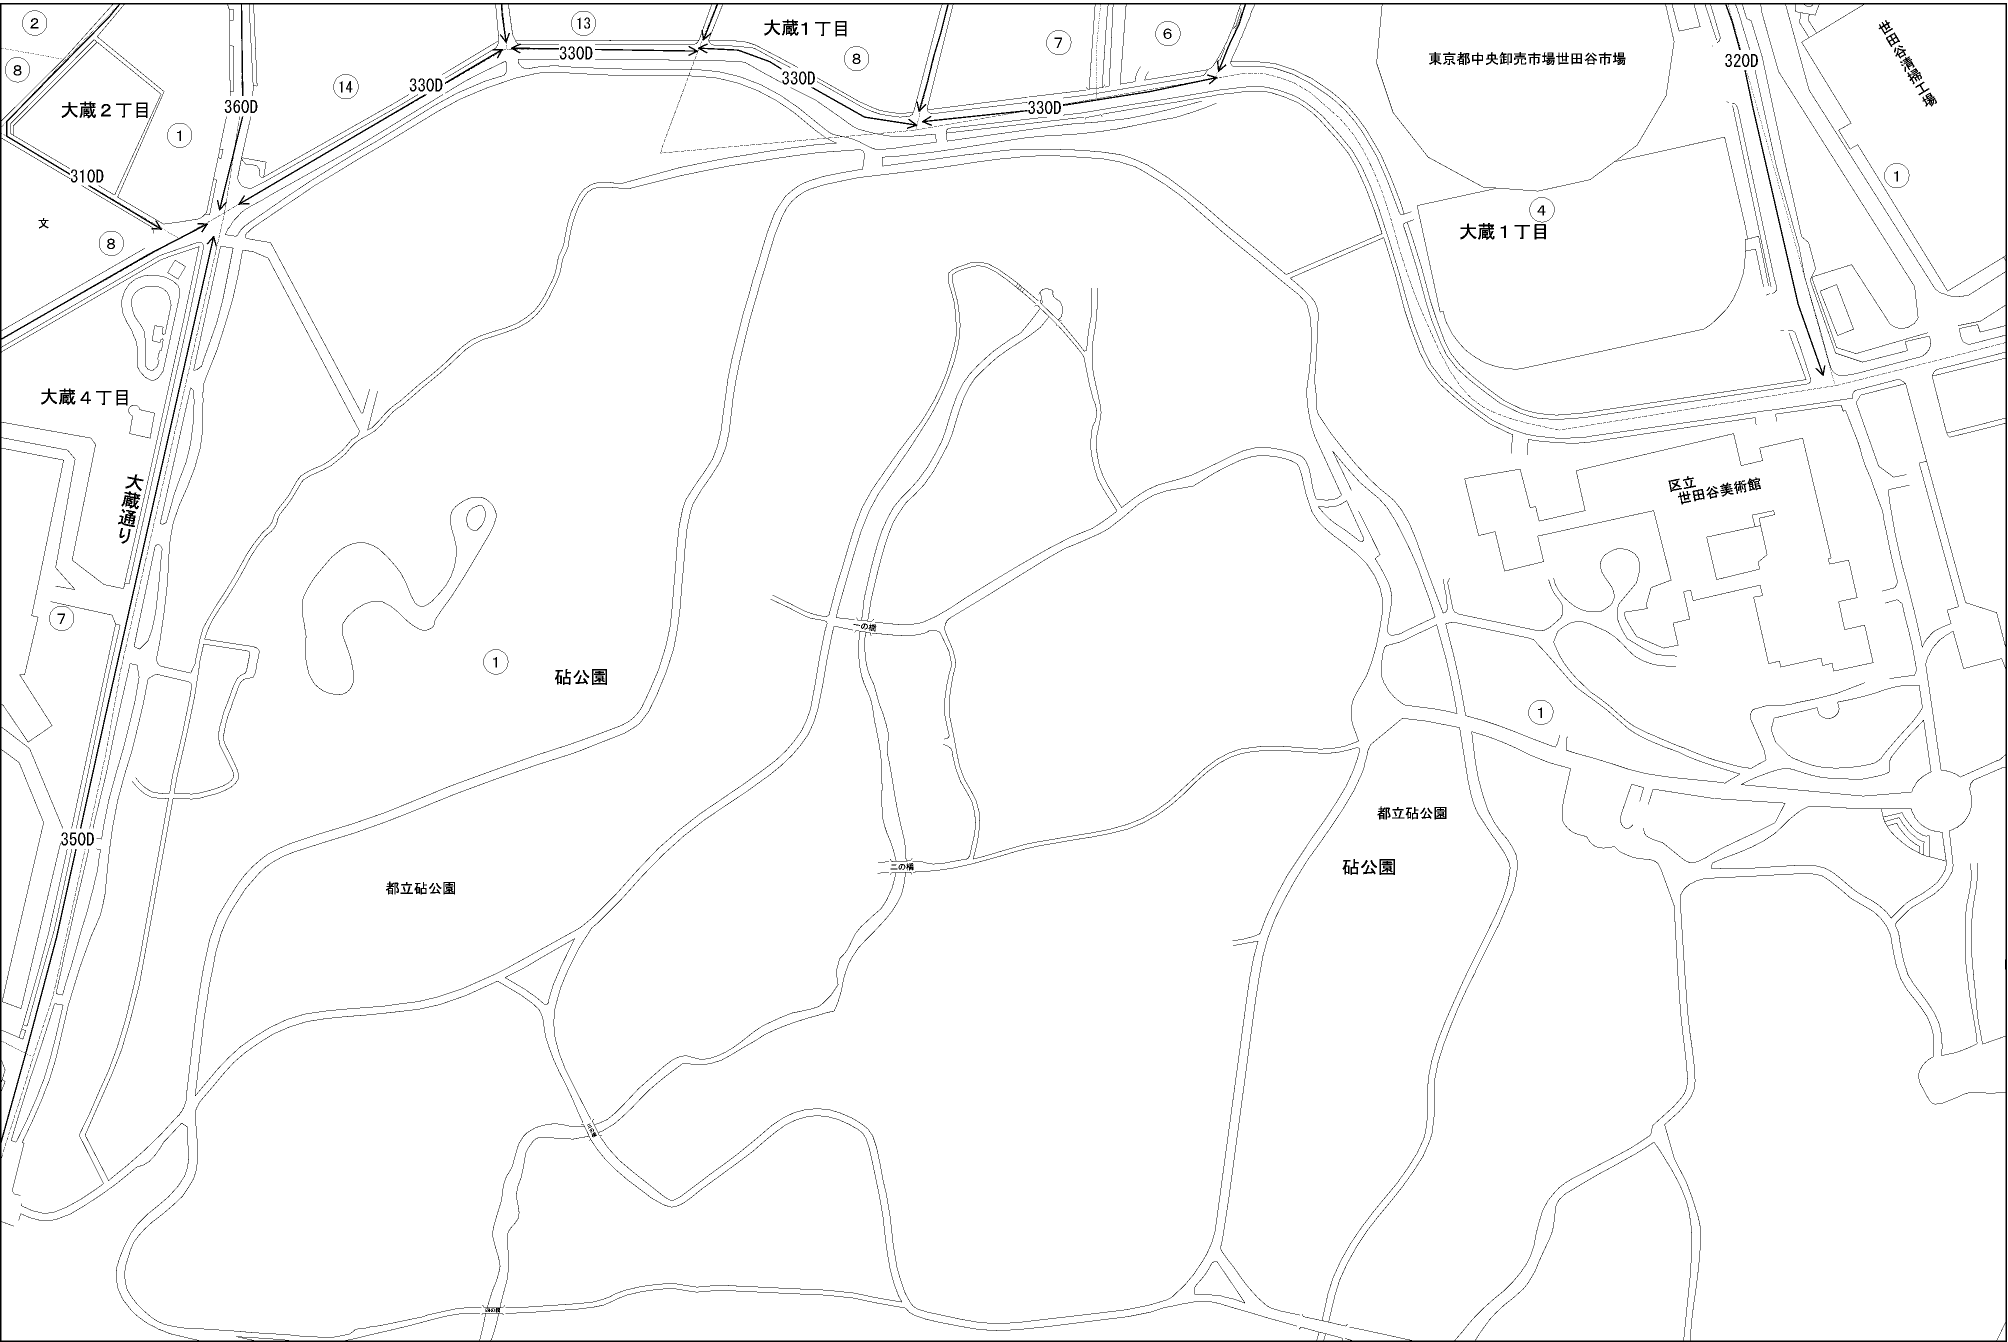 ②
13
大蔵1丁目
8
7
6
東京都中央卸売市場世田谷市場
320D
世田谷清掃工場
8
14
330D
330D
330D
330D
大蔵2丁目
360D
1
310D
1
文
8
4
大蔵1丁目
大蔵4丁目
大蔵通り
区立
世田谷美術館
7
一の橋
1
砧公園
1
350D
都立砧公園
二の橋
砧公園
都立砧公園